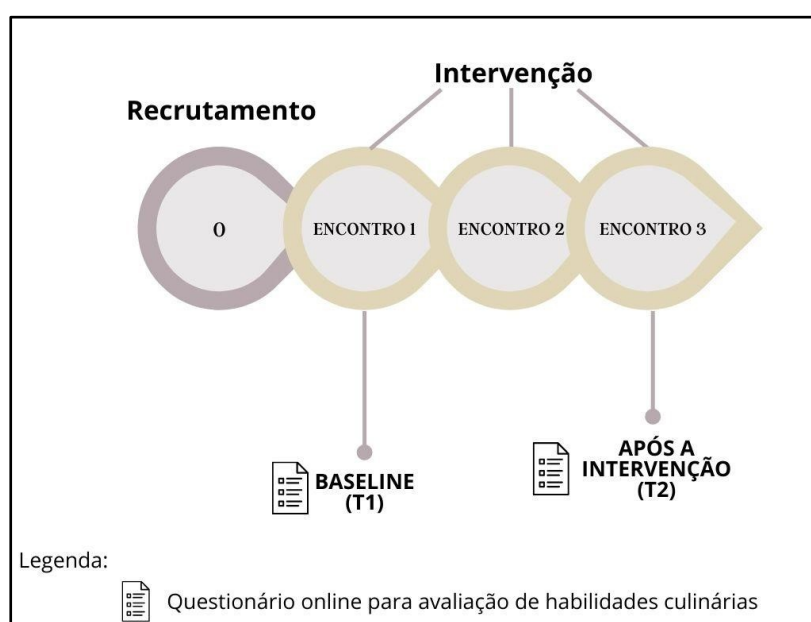 Intervenção
Recrutamento
0
ENCONTRO 1
ENCONTRO 2
ENCONTRO 3
BASELINE
(T1)
APÓS A
INTERVENÇÃO
(T2)
Legenda:
Questionário online para avaliação de habilidades culinárias